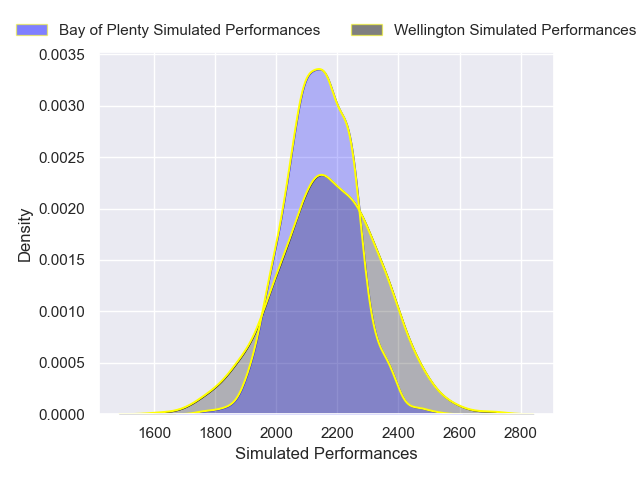 Bay of Plenty Simulated Performances
Wellington Simulated Performances
0.0035
0.0030
0.0025
0.0020
0.0015
0.0010
0.0005
0.0000
Density
1600 1800 2000 2200 2400 2600 2800
Simulated Performances